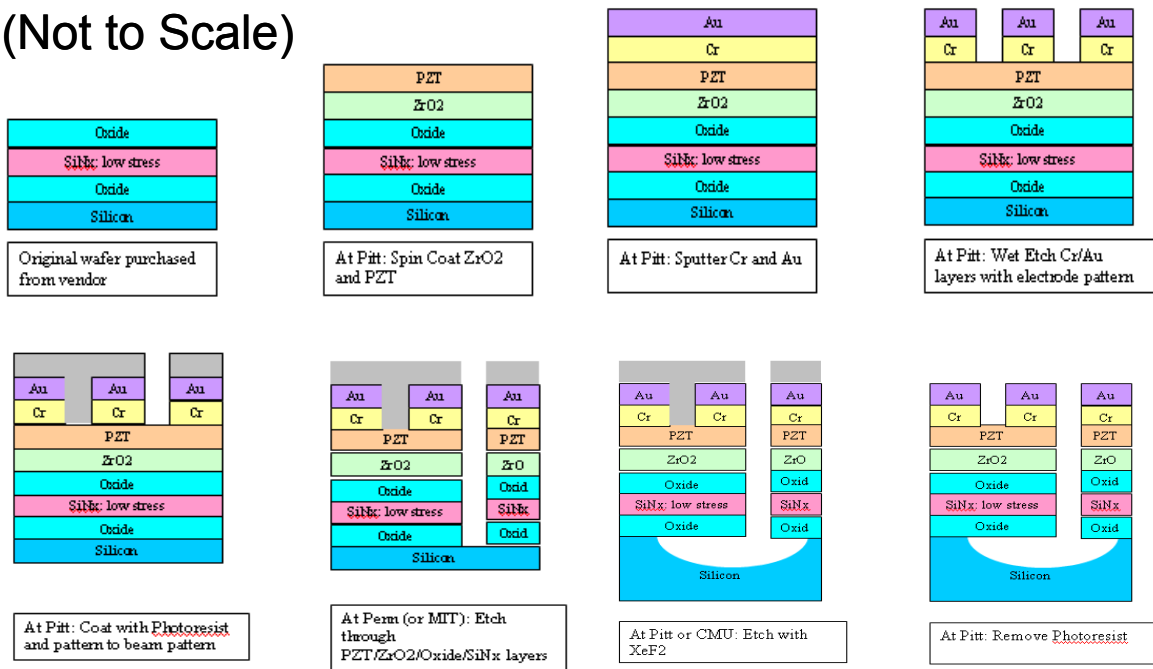 (Not to Scale)
Oxide
SiNx: low stress
Oxide
Silicon
Original wafer purchased
from vendor
PZT
ZrO2
Oxide
SiNx: low stress
Oxide
Silicon
At Pitt: Spin Coat ZrO2
and PZT
Au
Cr
PZT
ZrO2
Oxide
SiNx: low stress
Oxide
Silicon
At Pitt: Sputter Cr and Au
Au Au Au
Cr Cr Cr
PZT
ZrO2
Oxide
SiNx: low stress
Oxide
Silicon
At Pitt: Wet Etch Cr/Au
layers with electrode pattern
Au Au Au
Cr Cr Cr
PZT
ZrO2
Oxide
SiNx: low stress
Oxide
Silicon
At Pitt: Coat with Photoresist
and pattern to beam pattern
Au Au Au
Cr Cr Cr
PZT PZT
ZrO2 ZrO
Oxide Oxid
SiNx: low stress SiNx
Oxide Oxid
Silicon
At Penn (or MIT): Etch
through
PZT/ZrO2/Oxide/SiNx layers
Au Au Au
Cr Cr Cr
PZT PZT
ZrO2 ZrO
Oxide Oxid
SiNx: low stress SiNx
Oxide Oxid
Silicon
At Pitt or CMU: Etch with
XeF2
Au Au Au
Cr Cr Cr
PZT PZT
ZrO2 ZrO
Oxide Oxid
SiNx: low stress SiNx
Oxide Oxid
Silicon
At Pitt: Remove Photoresist